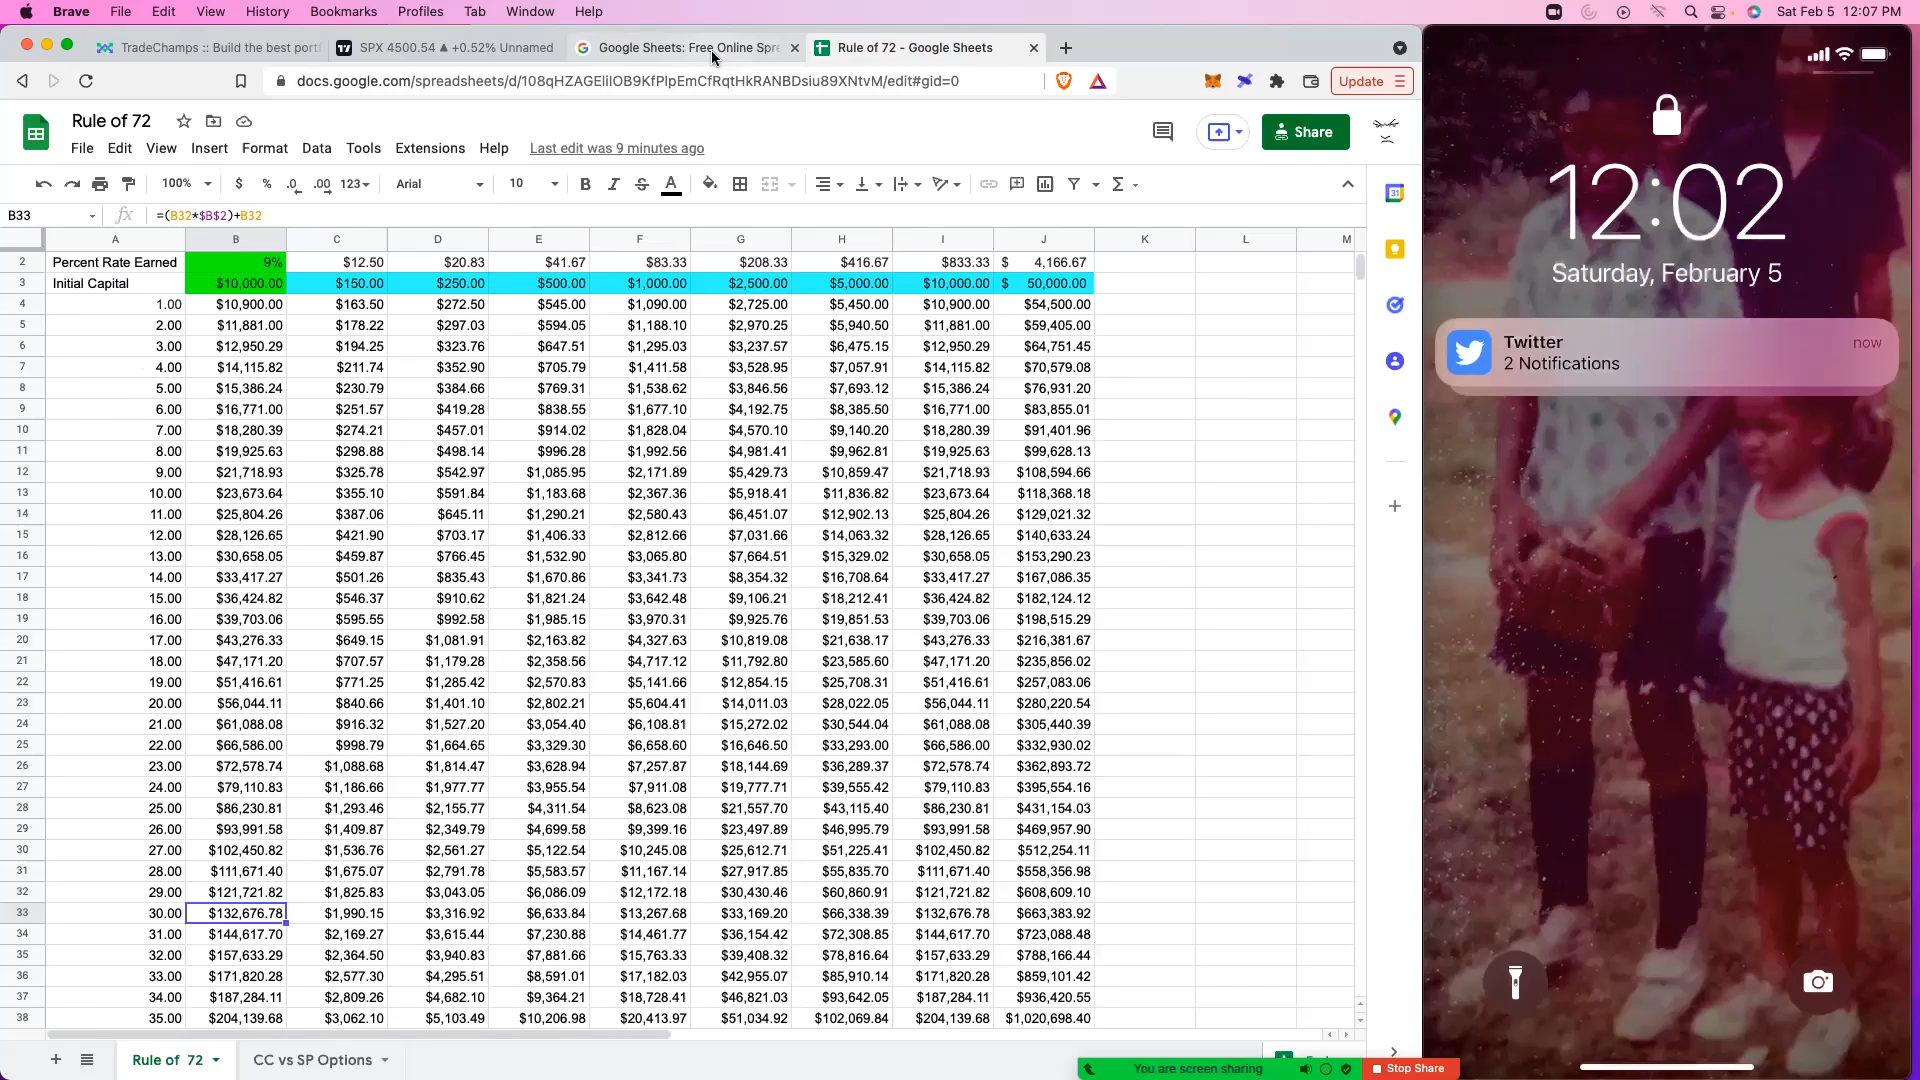 Brave File Edit View History Bookmarks Profiles Tab Window Help Sat Feb 5 12:07 PM
TradeChamps :: Build the best port SPX 4500.54 ▲ +0.52% Unnamed Google Sheets: Free Online Spre Rule of 72 - Google Sheets
docs.google.com/spreadsheets/d/108qHZAGEliIOB9KfPlpEmCfRqtHkRANBDsiu89XNtvM/edit#gid=0 Update
Rule of 72
Share
File Edit View Insert Format Data Tools Extensions Help Last edit was 9 minutes ago
100% $ % .0 .00 123 Arial 10 B I S A Σ
B33 fx =(B32*$B$2)+B32
A B C D E F G H I J K L M
2 Percent Rate Earned 9% $12.50 $20.83 $41.67 $83.33 $208.33 $416.67 $833.33 $ 4,166.67
3 Initial Capital $10,000.00 $150.00 $250.00 $500.00 $1,000.00 $2,500.00 $5,000.00 $10,000.00 $ 50,000.00
4 1.00 $10,900.00 $163.50 $272.50 $545.00 $1,090.00 $2,725.00 $5,450.00 $10,900.00 $54,500.00
5 2.00 $11,881.00 $178.22 $297.03 $594.05 $1,188.10 $2,970.25 $5,940.50 $11,881.00 $59,405.00
6 3.00 $12,950.29 $194.25 $323.76 $647.51 $1,295.03 $3,237.57 $6,475.15 $12,950.29 $64,751.45
7 4.00 $14,115.82 $211.74 $352.90 $705.79 $1,411.58 $3,528.95 $7,057.91 $14,115.82 $70,579.08
8 5.00 $15,386.24 $230.79 $384.66 $769.31 $1,538.62 $3,846.56 $7,693.12 $15,386.24 $76,931.20
9 6.00 $16,771.00 $251.57 $419.28 $838.55 $1,677.10 $4,192.75 $8,385.50 $16,771.00 $83,855.01
10 7.00 $18,280.39 $274.21 $457.01 $914.02 $1,828.04 $4,570.10 $9,140.20 $18,280.39 $91,401.96
11 8.00 $19,925.63 $298.88 $498.14 $996.28 $1,992.56 $4,981.41 $9,962.81 $19,925.63 $99,628.13
12 9.00 $21,718.93 $325.78 $542.97 $1,085.95 $2,171.89 $5,429.73 $10,859.47 $21,718.93 $108,594.66
13 10.00 $23,673.64 $355.10 $591.84 $1,183.68 $2,367.36 $5,918.41 $11,836.82 $23,673.64 $118,368.18
14 11.00 $25,804.26 $387.06 $645.11 $1,290.21 $2,580.43 $6,451.07 $12,902.13 $25,804.26 $129,021.32
15 12.00 $28,126.65 $421.90 $703.17 $1,406.33 $2,812.66 $7,031.66 $14,063.32 $28,126.65 $140,633.24
16 13.00 $30,658.05 $459.87 $766.45 $1,532.90 $3,065.80 $7,664.51 $15,329.02 $30,658.05 $153,290.23
17 14.00 $33,417.27 $501.26 $835.43 $1,670.86 $3,341.73 $8,354.32 $16,708.64 $33,417.27 $167,086.35
18 15.00 $36,424.82 $546.37 $910.62 $1,821.24 $3,642.48 $9,106.21 $18,212.41 $36,424.82 $182,124.12
19 16.00 $39,703.06 $595.55 $992.58 $1,985.15 $3,970.31 $9,925.76 $19,851.53 $39,703.06 $198,515.29
20 17.00 $43,276.33 $649.15 $1,081.91 $2,163.82 $4,327.63 $10,819.08 $21,638.17 $43,276.33 $216,381.67
21 18.00 $47,171.20 $707.57 $1,179.28 $2,358.56 $4,717.12 $11,792.80 $23,585.60 $47,171.20 $235,856.02
22 19.00 $51,416.61 $771.25 $1,285.42 $2,570.83 $5,141.66 $12,854.15 $25,708.31 $51,416.61 $257,083.06
23 20.00 $56,044.11 $840.66 $1,401.10 $2,802.21 $5,604.41 $14,011.03 $28,022.05 $56,044.11 $280,220.54
24 21.00 $61,088.08 $916.32 $1,527.20 $3,054.40 $6,108.81 $15,272.02 $30,544.04 $61,088.08 $305,440.39
25 22.00 $66,586.00 $998.79 $1,664.65 $3,329.30 $6,658.60 $16,646.50 $33,293.00 $66,586.00 $332,930.02
26 23.00 $72,578.74 $1,088.68 $1,814.47 $3,628.94 $7,257.87 $18,144.69 $36,289.37 $72,578.74 $362,893.72
27 24.00 $79,110.83 $1,186.66 $1,977.77 $3,955.54 $7,911.08 $19,777.71 $39,555.42 $79,110.83 $395,554.16
28 25.00 $86,230.81 $1,293.46 $2,155.77 $4,311.54 $8,623.08 $21,557.70 $43,115.40 $86,230.81 $431,154.03
29 26.00 $93,991.58 $1,409.87 $2,349.79 $4,699.58 $9,399.16 $23,497.89 $46,995.79 $93,991.58 $469,957.90
30 27.00 $102,450.82 $1,536.76 $2,561.27 $5,122.54 $10,245.08 $25,612.71 $51,225.41 $102,450.82 $512,254.11
31 28.00 $111,671.40 $1,675.07 $2,791.78 $5,583.57 $11,167.14 $27,917.85 $55,835.70 $111,671.40 $558,356.98
32 29.00 $121,721.82 $1,825.83 $3,043.05 $6,086.09 $12,172.18 $30,430.46 $60,860.91 $121,721.82 $608,609.10
33 30.00 $132,676.78 $1,990.15 $3,316.92 $6,633.84 $13,267.68 $33,169.20 $66,338.39 $132,676.78 $663,383.92
34 31.00 $144,617.70 $2,169.27 $3,615.44 $7,230.88 $14,461.77 $36,154.42 $72,308.85 $144,617.70 $723,088.48
35 32.00 $157,633.29 $2,364.50 $3,940.83 $7,881.66 $15,763.33 $39,408.32 $78,816.64 $157,633.29 $788,166.44
36 33.00 $171,820.28 $2,577.30 $4,295.51 $8,591.01 $17,182.03 $42,955.07 $85,910.14 $171,820.28 $859,101.42
37 34.00 $187,284.11 $2,809.26 $4,682.10 $9,364.21 $18,728.41 $46,821.03 $93,642.05 $187,284.11 $936,420.55
38 35.00 $204,139.68 $3,062.10 $5,103.49 $10,206.98 $20,413.97 $51,034.92 $102,069.84 $204,139.68 $1,020,698.40
Rule of 72 CC vs SP Options
You are screen sharing Stop Share
12:02
Saturday, February 5
Twitter now
2 Notifications
31